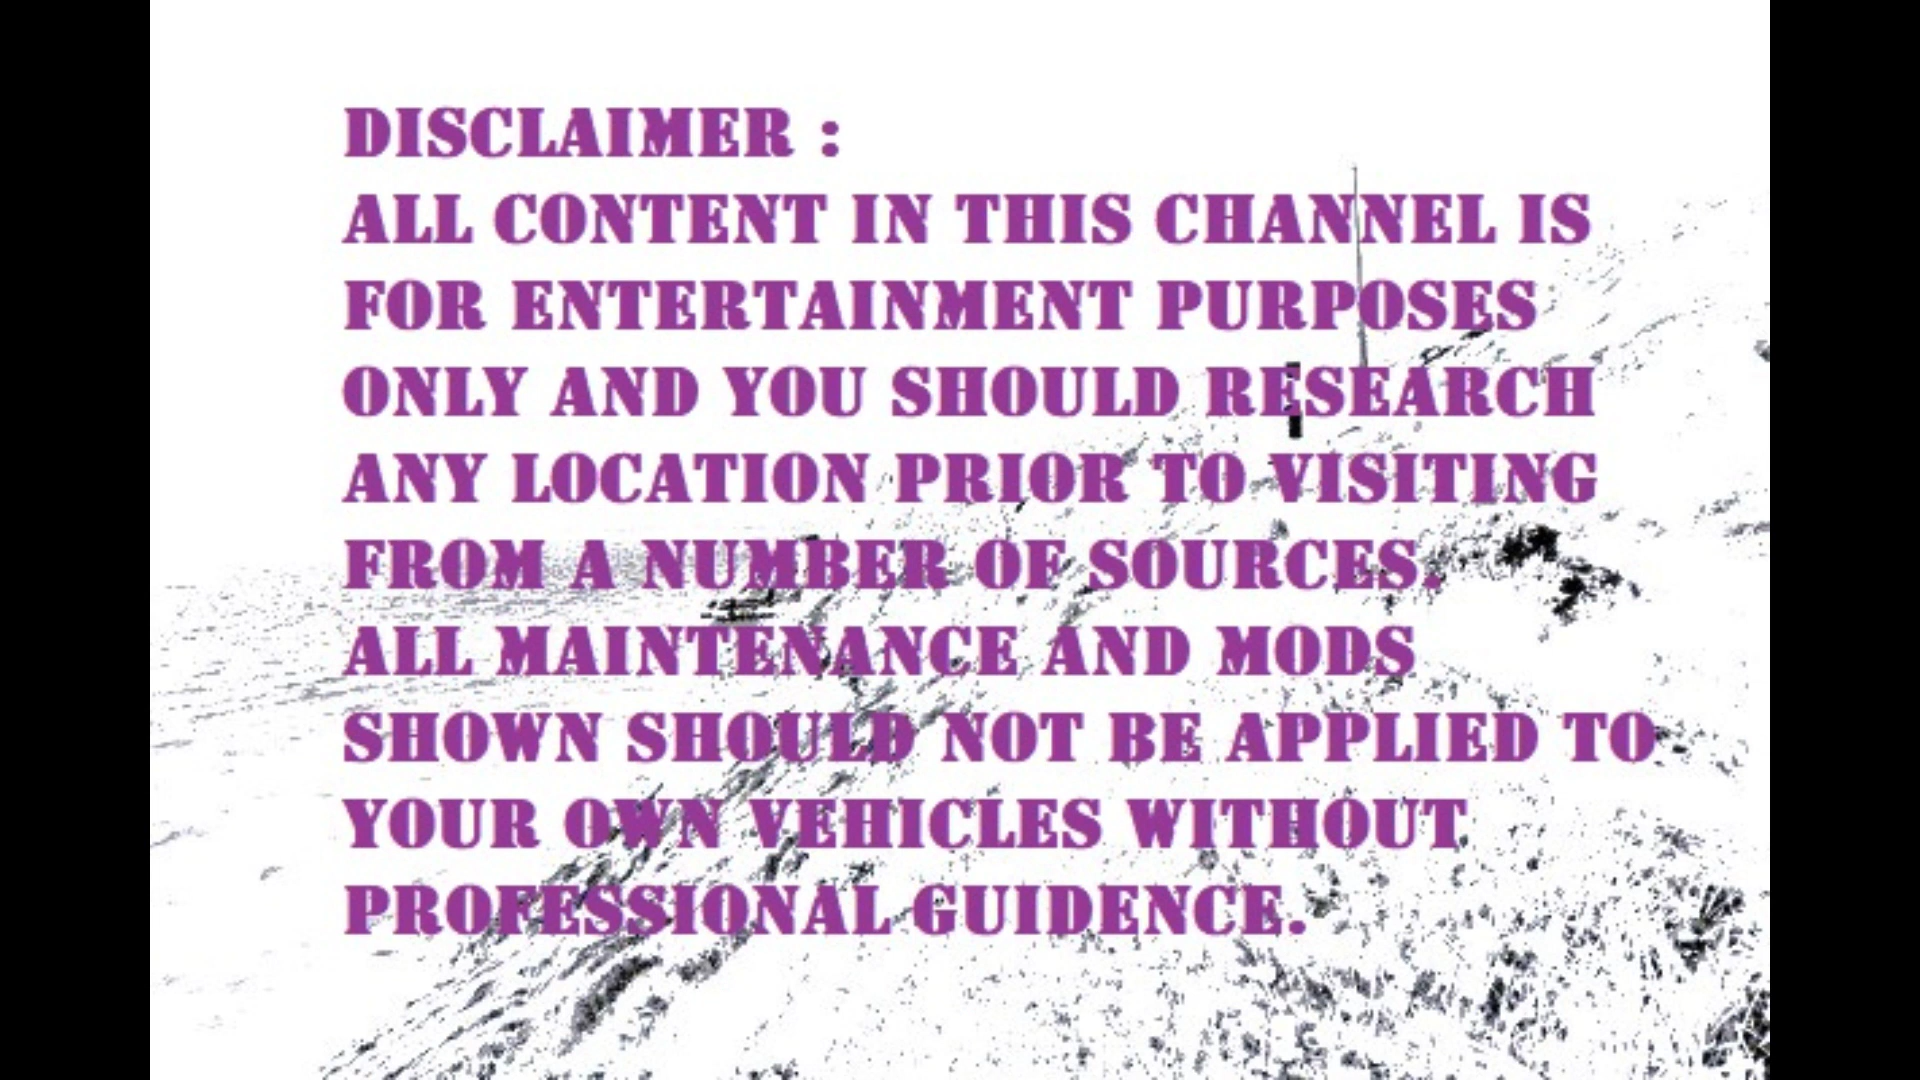 DISCLAIMER :
ALL CONTENT IN THIS CHANNEL IS
FOR ENTERTAINMENT PURPOSES
ONLY AND YOU SHOULD RESEARCH
ANY LOCATION PRIOR TO VISITING
FROM A NUMBER OF SOURCES.
ALL MAINTENANCE AND MODS
SHOWN SHOULD NOT BE APPLIED TO
YOUR OWN VEHICLES WITHOUT
PROFESSIONAL GUIDENCE.